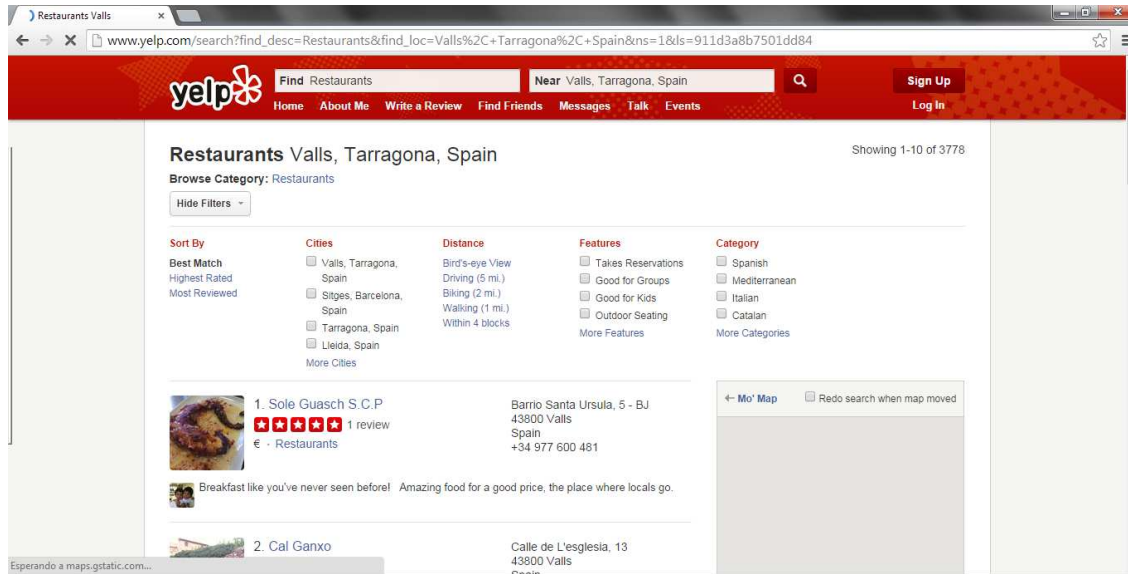 Restaurants Valls
www.yelp.com/search?find_desc=Restaurants&find_loc=Valls%2C+Tarragona%2C+Spain&ns=1&ls=911d3a8b7501dd84
yelp
Find Restaurants
Near Valls, Tarragona, Spain
Sign Up
Home About Me Write a Review Find Friends Messages Talk Events
Log In
Restaurants Valls, Tarragona, Spain
Showing 1-10 of 3778
Browse Category: Restaurants
Hide Filters
Sort By
Best Match
Highest Rated
Most Reviewed
Cities
Valls, Tarragona,
Spain
Sitges, Barcelona,
Spain
Tarragona, Spain
Lleida, Spain
More Cities
Distance
Bird's-eye View
Driving (5 mi.)
Biking (2 mi.)
Walking (1 mi.)
Within 4 blocks
Features
Takes Reservations
Good for Groups
Good for Kids
Outdoor Seating
More Features
Category
Spanish
Mediterranean
Italian
Catalan
More Categories
1. Sole Guasch S.C.P
1 review
€ · Restaurants
Barrio Santa Ursula, 5 - BJ
43800 Valls
Spain
+34 977 600 481
← Mo' Map
Redo search when map moved
Breakfast like you've never seen before! Amazing food for a good price, the place where locals go.
2. Cal Ganxo
Calle de L'esglesia, 13
43800 Valls
Spain
Esperando a maps.gstatic.com...